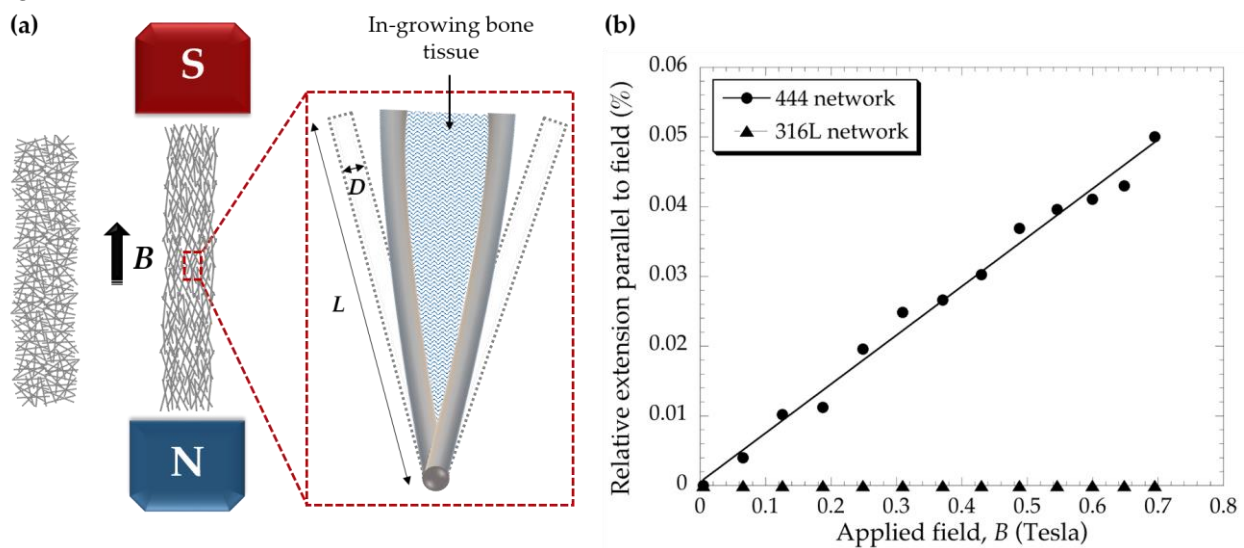 (a)
S
B
N
In-growing bone
tissue
D
L
(b)
Relative extension parallel to field (%)
0.06
0.05
0.04
0.03
0.02
0.01
0
444 network
316L network
0 0.1 0.2 0.3 0.4 0.5 0.6 0.7 0.8
Applied field, B (Tesla)